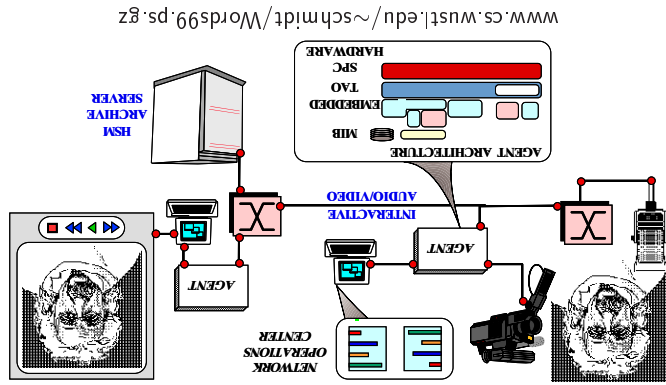 NETWORK
OPERATIONS
CENTER
AGENT
AGENT
INTERACTIVE
AUDIO/VIDEO
AGENT ARCHITECTURE
MIB
EMBEDDED
TAO
SPC
HARDWARE
HSM
ARCHIVE
SERVER
www.cs.wustl.edu/~schmidt/Words99.ps.gz